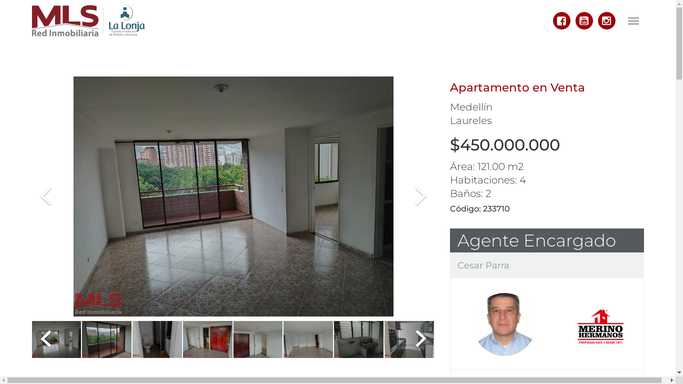 MLS
Red Inmobiliaria
La Lonja
Apartamento en Venta
Medellín
Laureles
$450.000.000
Área: 121.00 m2
Habitaciones: 4
Baños: 2
Código: 233710
MLS
Red Inmobiliaria
Agente Encargado
Cesar Parra
MERINO
HERMANOS